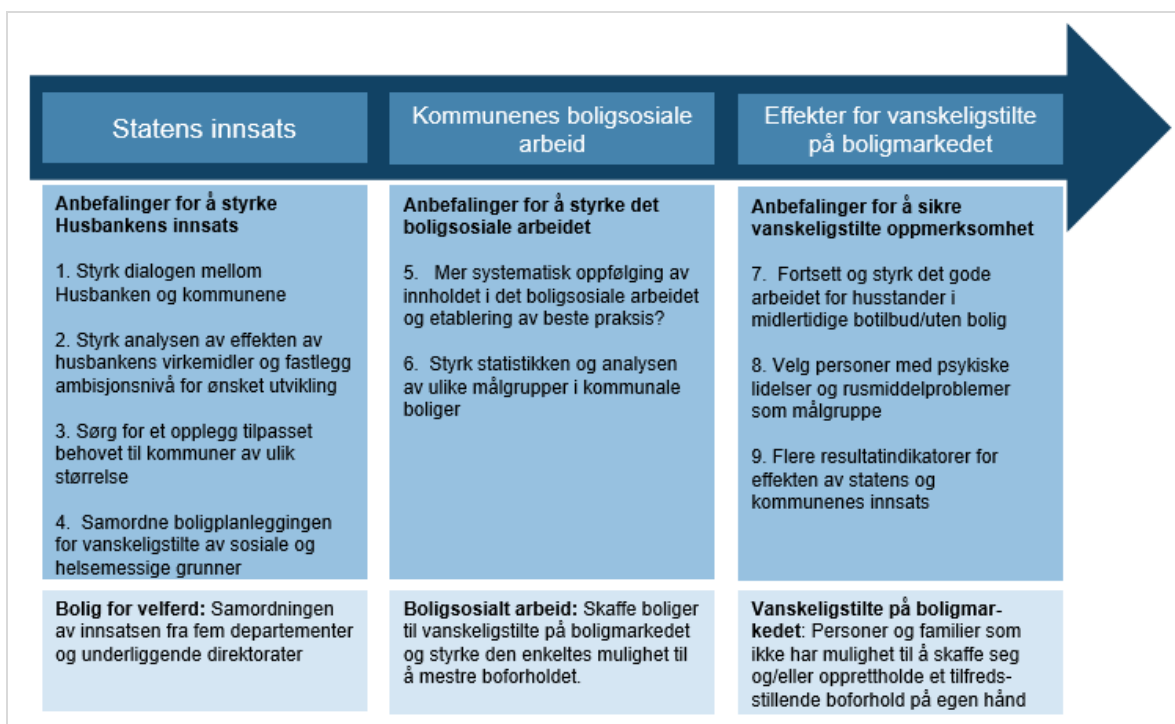 Statens innsats
Kommunenes boligsosiale
arbeid
Effekter for vanskeligstilte
på boligmarkedet
Anbefalinger for å styrke
Husbankens innsats
1. Styrk dialogen mellom
Husbanken og kommunene
2. Styrk analysen av effekten av
husbankens virkemidler og fastlegg
ambisjonsnivå for ønsket utvikling
3. Sørg for et opplegg tilpasset
behovet til kommuner av ulik
størrelse
4. Samordne boligplanleggingen
for vanskeligstilte av sosiale og
helsemessige grunner
Anbefalinger for å styrke det
boligsosiale arbeidet
5. Mer systematisk oppfølging av
innholdet i det boligsosiale arbeidet
og etablering av beste praksis?
6. Styrk statistikken og analysen
av ulike målgrupper i kommunale
boliger
Anbefalinger for å sikre
vanskeligstilte oppmerksomhet
7. Fortsett og styrk det gode
arbeidet for husstander i
midlertidige botilbud/uten bolig
8. Velg personer med psykiske
lidelser og rusmiddelproblemer
som målgruppe
9. Flere resultatindikatorer for
effekten av statens og
kommunenes innsats
Bolig for velferd: Samordningen
av innsatsen fra fem departementer
og underliggende direktorater
Boligsosialt arbeid: Skaffe boliger
til vanskeligstilte på boligmarkedet
og styrke den enkeltes mulighet til
å mestre boforholdet.
Vanskeligstilte på boligmar-
kedet: Personer og familier som
ikke har mulighet til å skaffe seg
og/eller opprettholde et tilfreds-
stillende boforhold på egen hånd